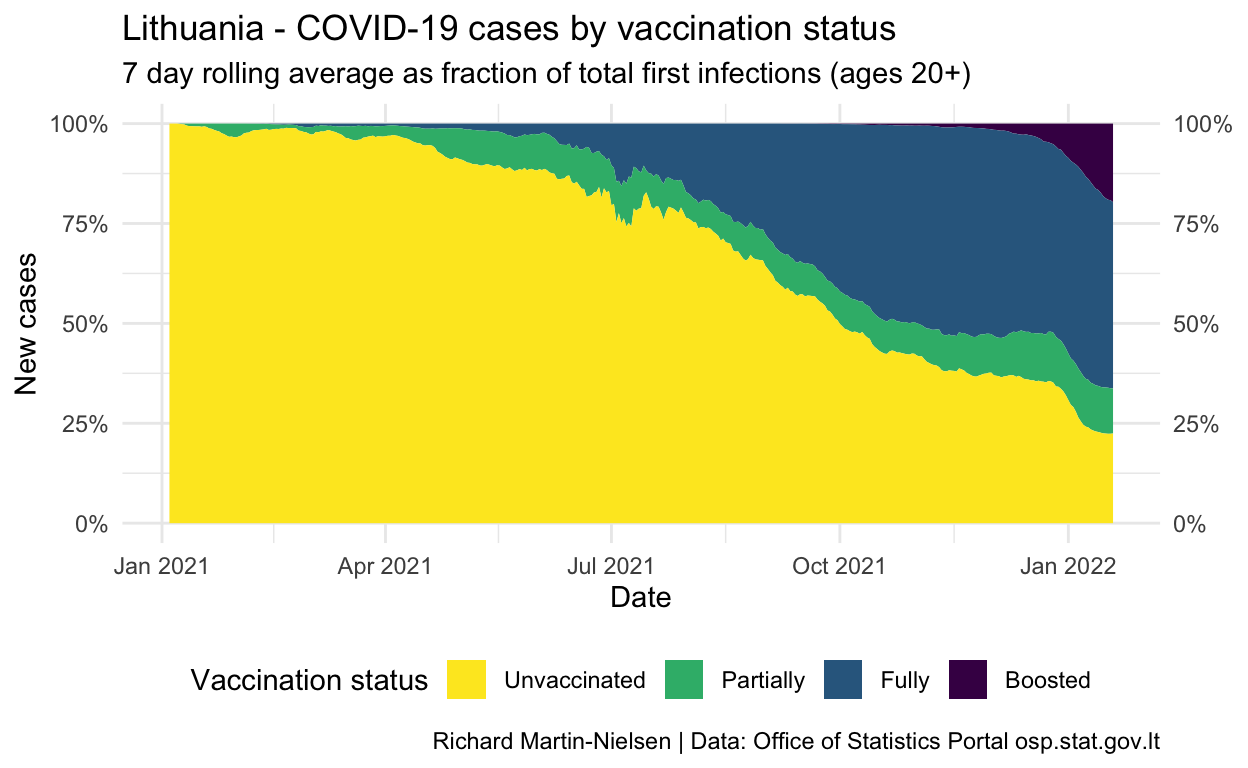 Lithuania - COVID-19 cases by vaccination status
7 day rolling average as fraction of total first infections (ages 20+)
100% 100%
75% 75%
50% 50%
25% 25%
0% 0%
New cases
Jan 2021 Apr 2021 Jul 2021 Oct 2021 Jan 2022
Date
Vaccination status Unvaccinated Partially Fully Boosted
Richard Martin-Nielsen | Data: Office of Statistics Portal osp.stat.gov.lt